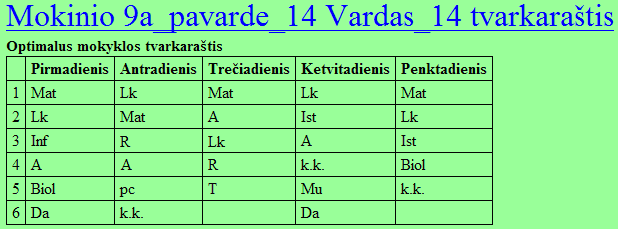 Mokinio 9a_pavarde_14 Vardas_14 tvarkaraštis
Optimalus mokyklos tvarkaraštis
Pirmadienis Antradienis Trečiadienis Ketvitadienis Penktadienis
1 Mat Lk Mat Lk Mat
2 Lk Mat A Ist Lk
3 Inf R Lk A Ist
4 A A R k.k. Biol
5 Biol pc T Mu k.k.
6 Da k.k. Da